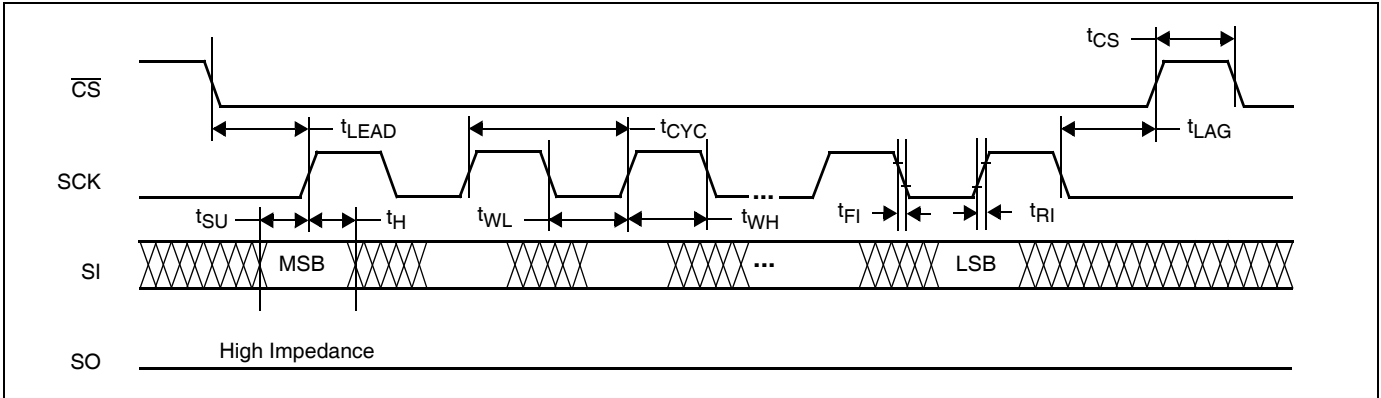 tCS
CS
tLEAD
tCYC
tLAG
SCK
...
tSU
tH
tWL
tWH
tFI
tRI
SI
MSB
...
LSB
High Impedance
SO